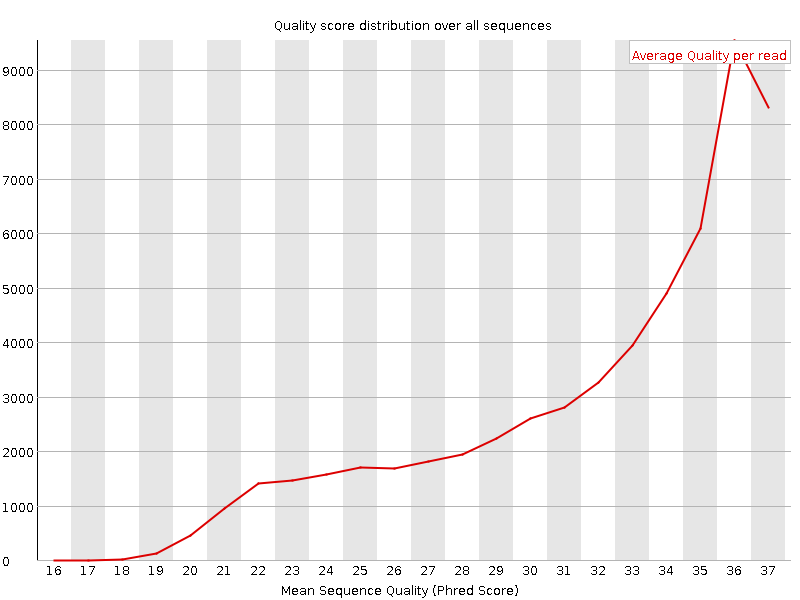 Quality score distribution over all sequences
Average Quality per read
9000
8000
7000
6000
5000
4000
3000
2000
1000
0
16 17 18 19 20 21 22 23 24 25 26 27 28 29 30 31 32 33 34 35 36 37
Mean Sequence Quality (Phred Score)